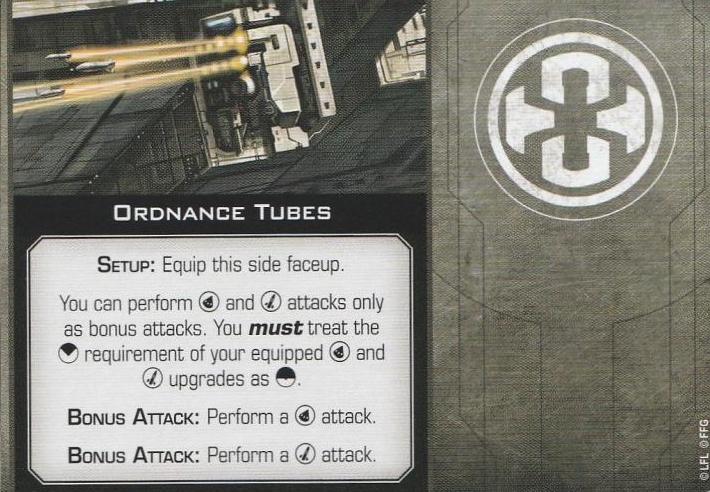 ORDNANCE TUBES
SETUP: Equip this side faceup.
You can perform and attacks only
as bonus attacks. You must treat the
requirement of your equipped and
upgrades as .
BONUS ATTACK: Perform a attack.
BONUS ATTACK: Perform a attack.
©LFL ©FFG